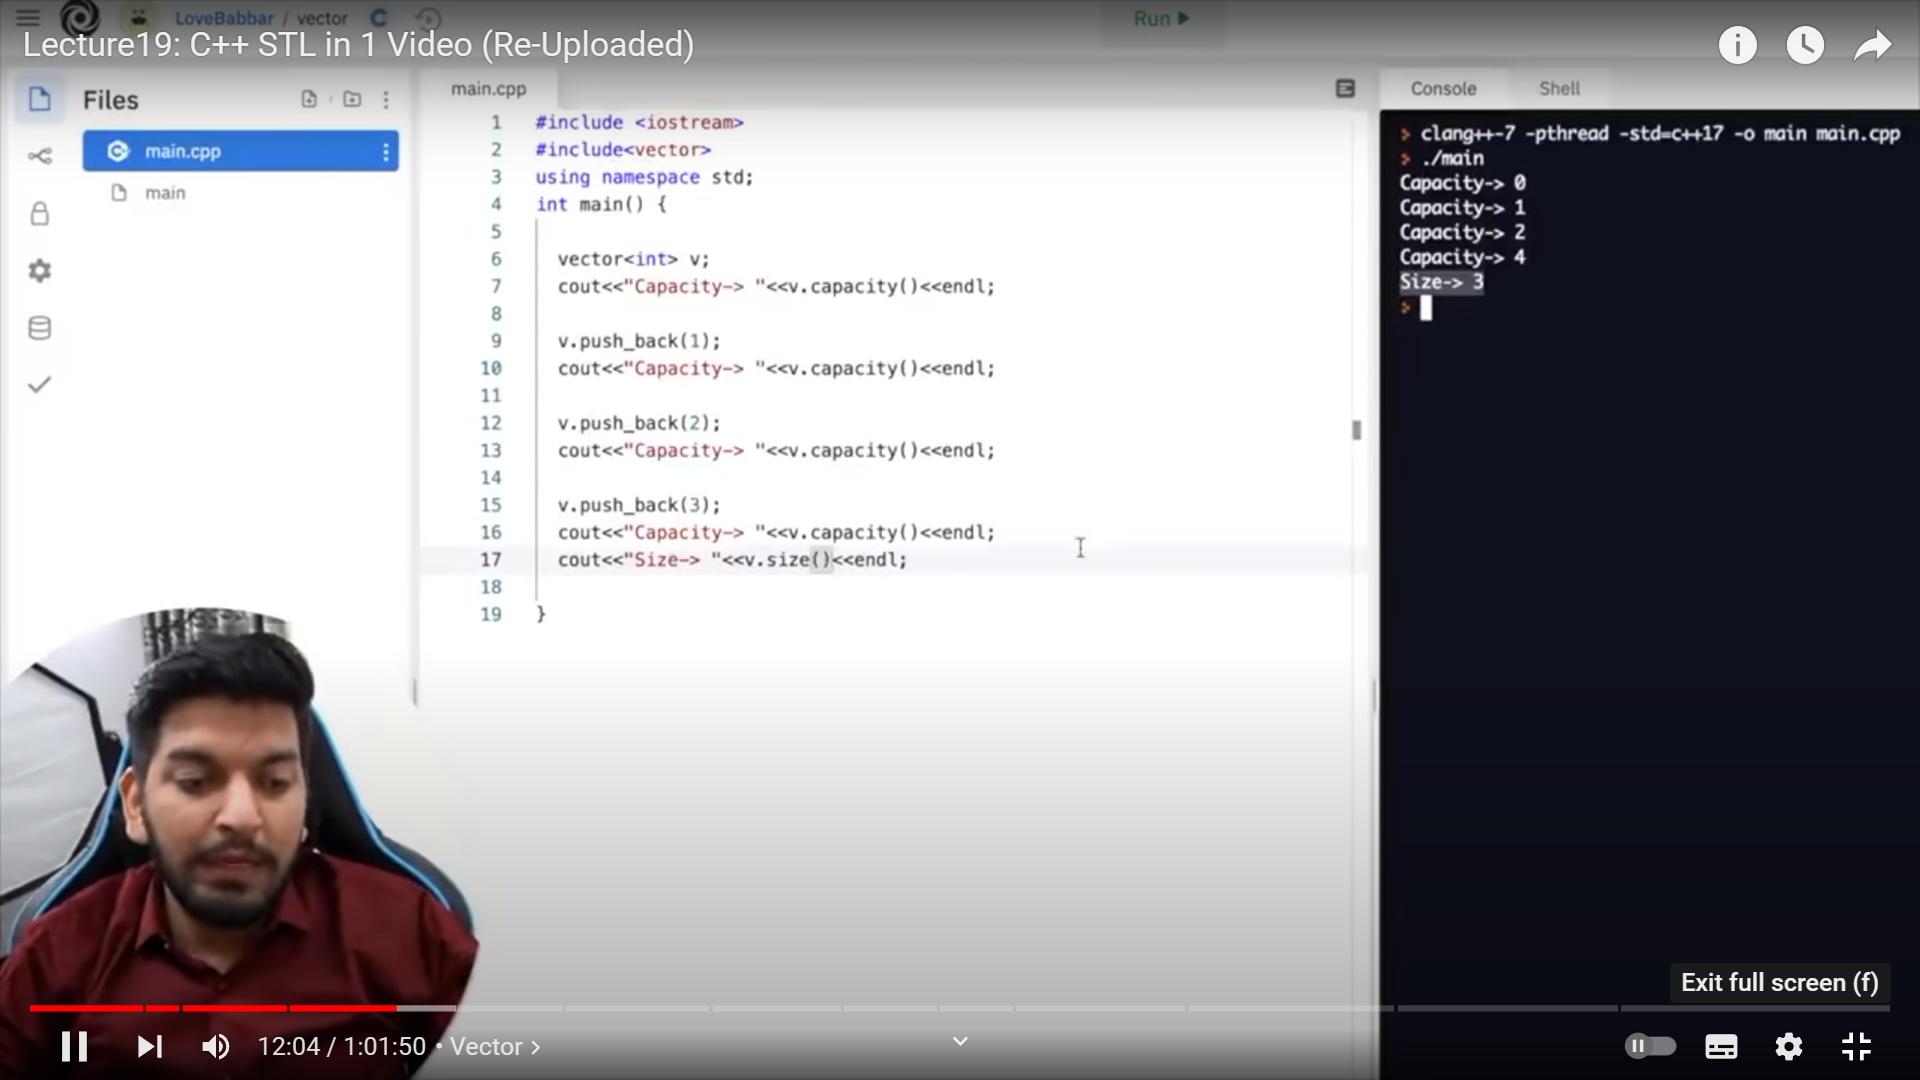 LoveBabbar / vector
Run
Lecture19: C++ STL in 1 Video (Re-Uploaded)
Files
main.cpp
main
main.cpp
1 #include <iostream>
2 #include<vector>
3 using namespace std;
4 int main() {
5
6 vector<int> v;
7 cout<<"Capacity-> "<<v.capacity()<<endl;
8
9 v.push_back(1);
10 cout<<"Capacity-> "<<v.capacity()<<endl;
11
12 v.push_back(2);
13 cout<<"Capacity-> "<<v.capacity()<<endl;
14
15 v.push_back(3);
16 cout<<"Capacity-> "<<v.capacity()<<endl;
17 cout<<"Size-> "<<v.size()<<endl;
18
19 }
Console Shell
> clang++-7 -pthread -std=c++17 -o main main.cpp
> ./main
Capacity-> 0
Capacity-> 1
Capacity-> 2
Capacity-> 4
Size-> 3
>
Exit full screen (f)
12:04 / 1:01:50 • Vector >